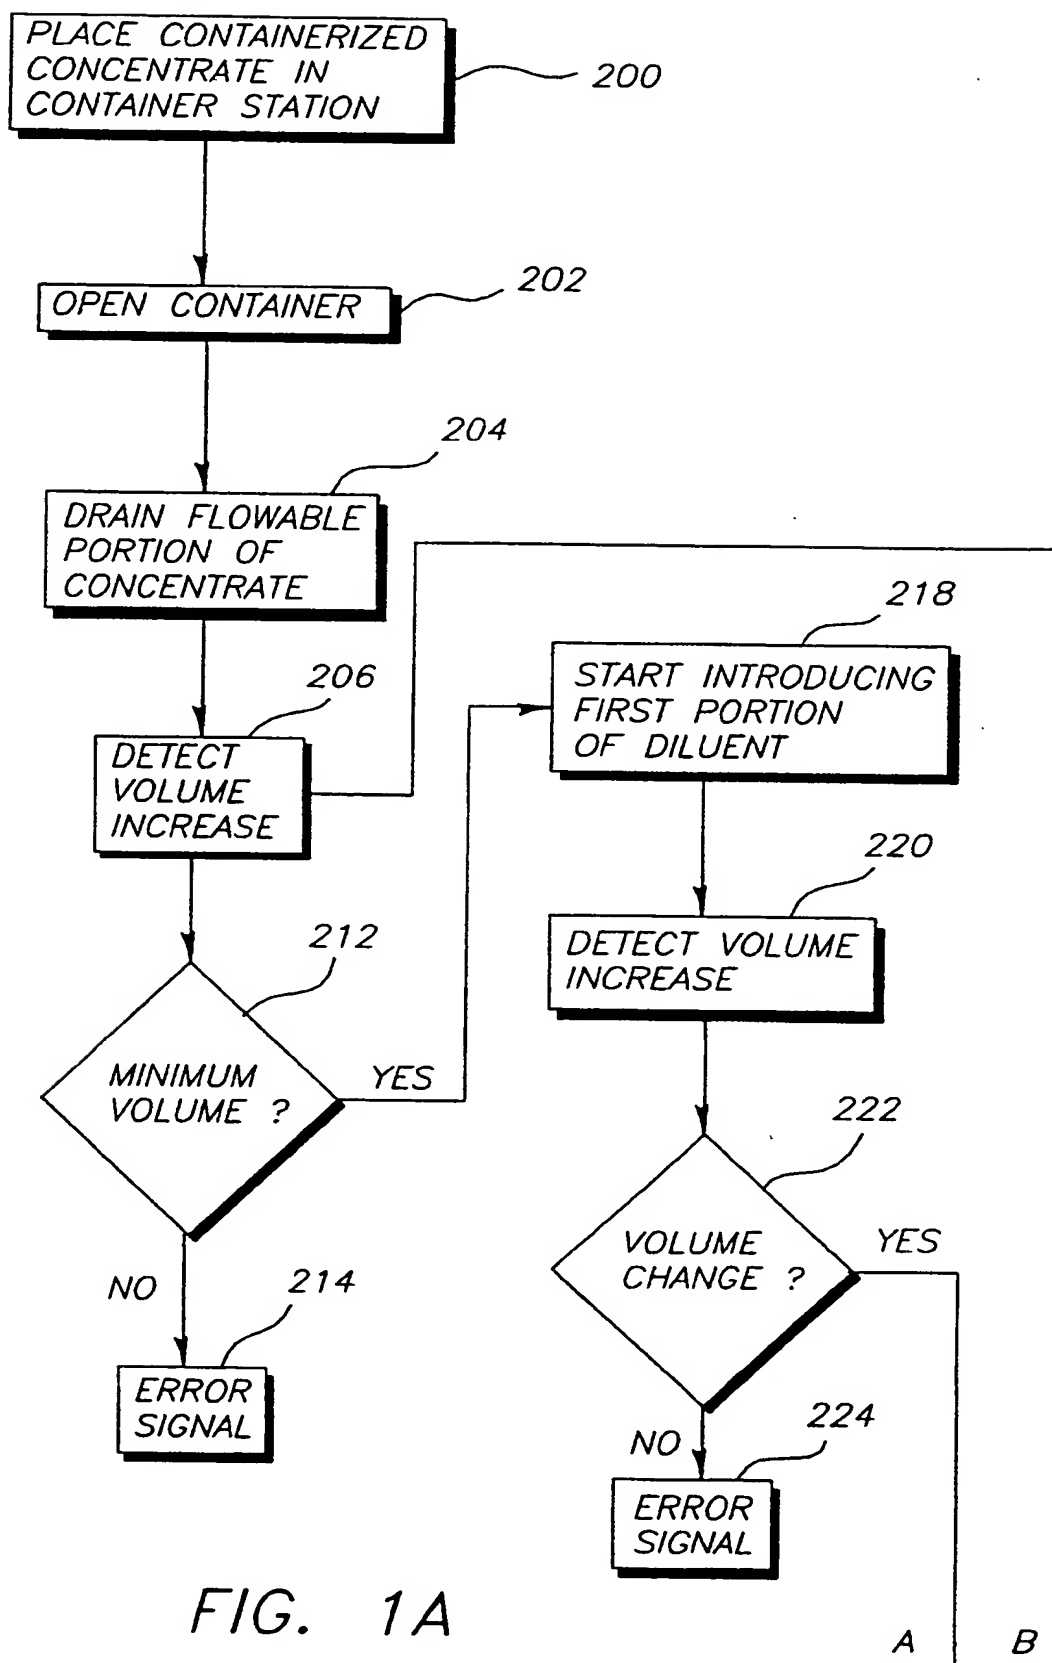 PLACE CONTAINERIZED
CONCENTRATE IN
CONTAINER STATION
200
OPEN CONTAINER
202
204
DRAIN FLOWABLE
PORTION OF
CONCENTRATE
206
DETECT
VOLUME
INCREASE
212
MINIMUM
VOLUME ?
YES
NO
214
ERROR
SIGNAL
218
START INTRODUCING
FIRST PORTION
OF DILUENT
220
DETECT VOLUME
INCREASE
222
VOLUME
CHANGE ?
YES
NO
224
ERROR
SIGNAL
FIG. 1A
A B